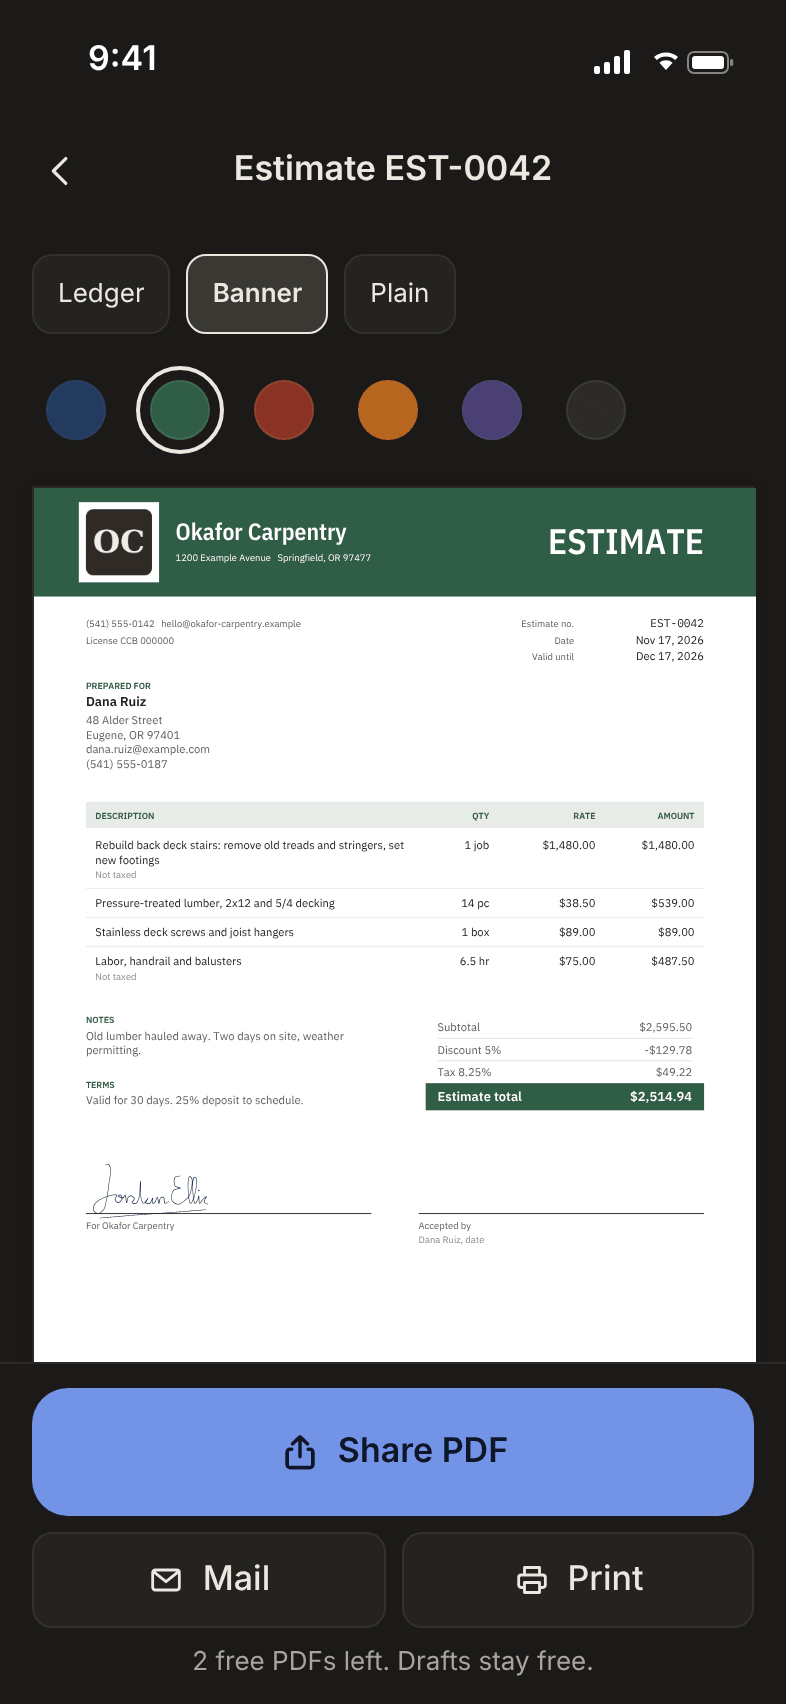 9:41
Estimate EST-0042
Ledger
Banner
Plain
OC
Okafor Carpentry
1200 Example Avenue Springfield, OR 97477
ESTIMATE
(541) 555-0142 hello@okafor-carpentry.example
License CCB 000000
Estimate no. EST-0042
Date Nov 17, 2026
Valid until Dec 17, 2026
PREPARED FOR
Dana Ruiz
48 Alder Street
Eugene, OR 97401
dana.ruiz@example.com
(541) 555-0187
DESCRIPTION QTY RATE AMOUNT
Rebuild back deck stairs: remove old treads and stringers, set 1 job $1,480.00 $1,480.00
new footings
Not taxed
Pressure-treated lumber, 2x12 and 5/4 decking 14 pc $38.50 $539.00
Stainless deck screws and joist hangers 1 box $89.00 $89.00
Labor, handrail and balusters 6.5 hr $75.00 $487.50
Not taxed
NOTES
Old lumber hauled away. Two days on site, weather
permitting.
TERMS
Valid for 30 days. 25% deposit to schedule.
Subtotal $2,595.50
Discount 5% -$129.78
Tax 8.25% $49.22
Estimate total $2,514.94
Jordan Ellis
For Okafor Carpentry
Accepted by
Dana Ruiz, date
Share PDF
Mail
Print
2 free PDFs left. Drafts stay free.